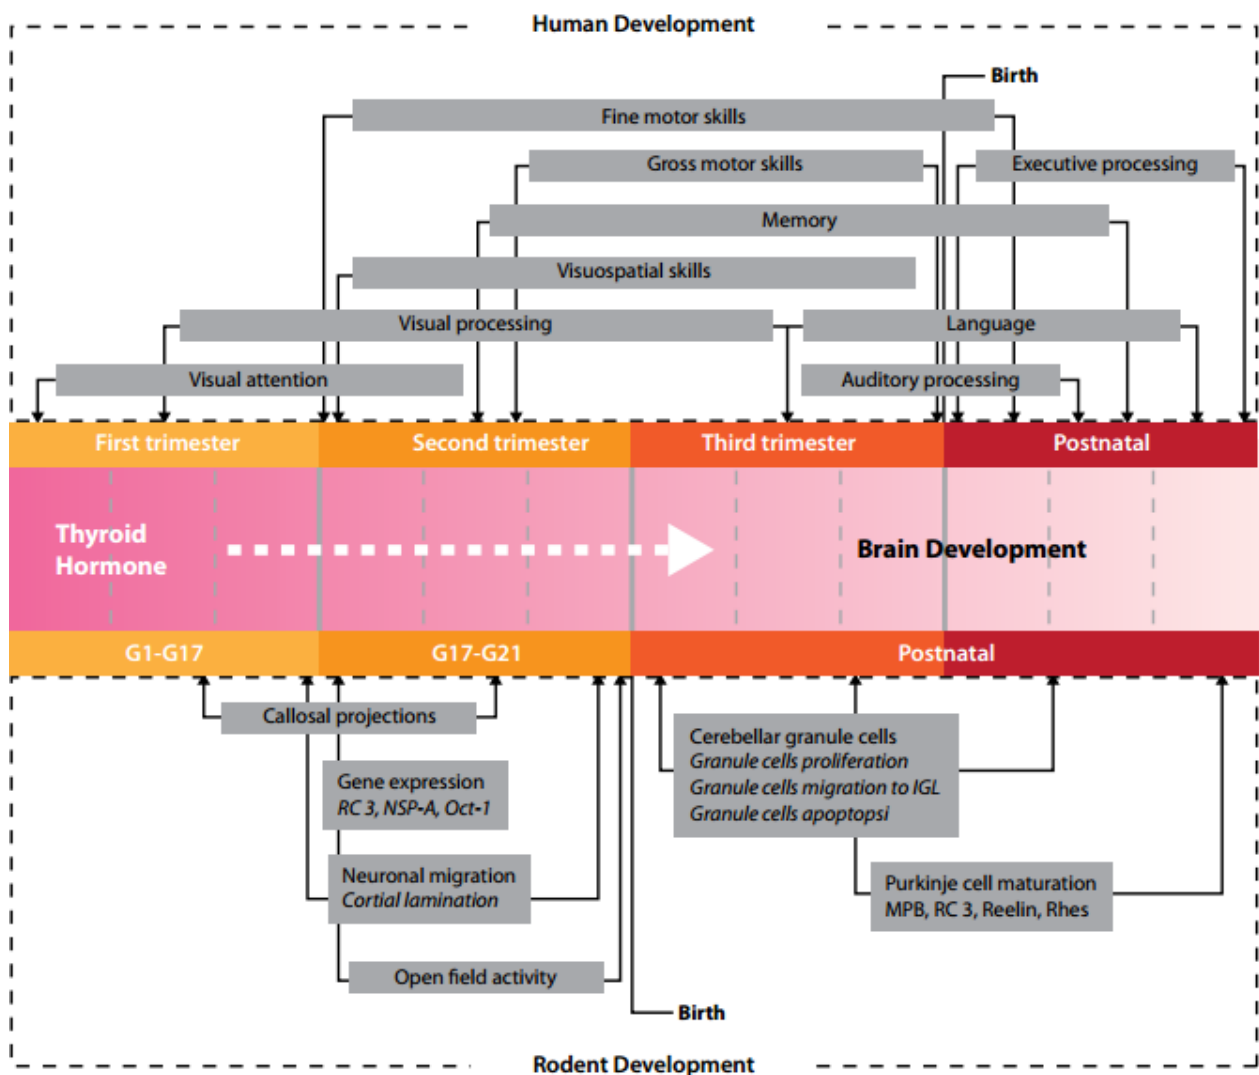 Human Development
Birth
Fine motor skills
Gross motor skills
Executive processing
Memory
Visuospatial skills
Visual processing
Language
Visual attention
Auditory processing
First trimester
Second trimester
Third trimester
Postnatal
Thyroid
Hormone
Brain Development
G1-G17
G17-G21
Postnatal
Callosal projections
Gene expression
RC 3, NSP-A, Oct-1
Neuronal migration
Cortial lamination
Open field activity
Cerebellar granule cells
Granule cells proliferation
Granule cells migration to IGL
Granule cells apoptopsi
Purkinje cell maturation
MPB, RC 3, Reelin, Rhes
Birth
Rodent Development